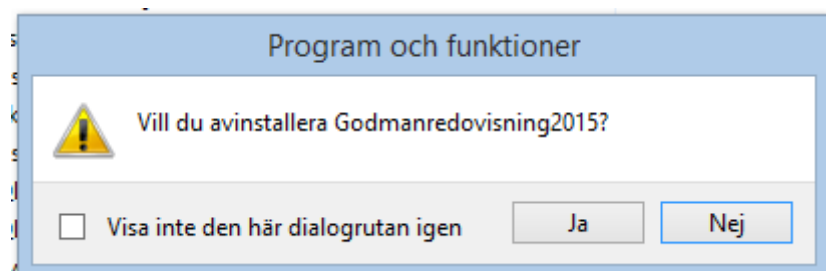 Program och funktioner
Vill du avinstallera Godmanredovisning2015?
Visa inte den här dialogrutan igen
Ja
Nej